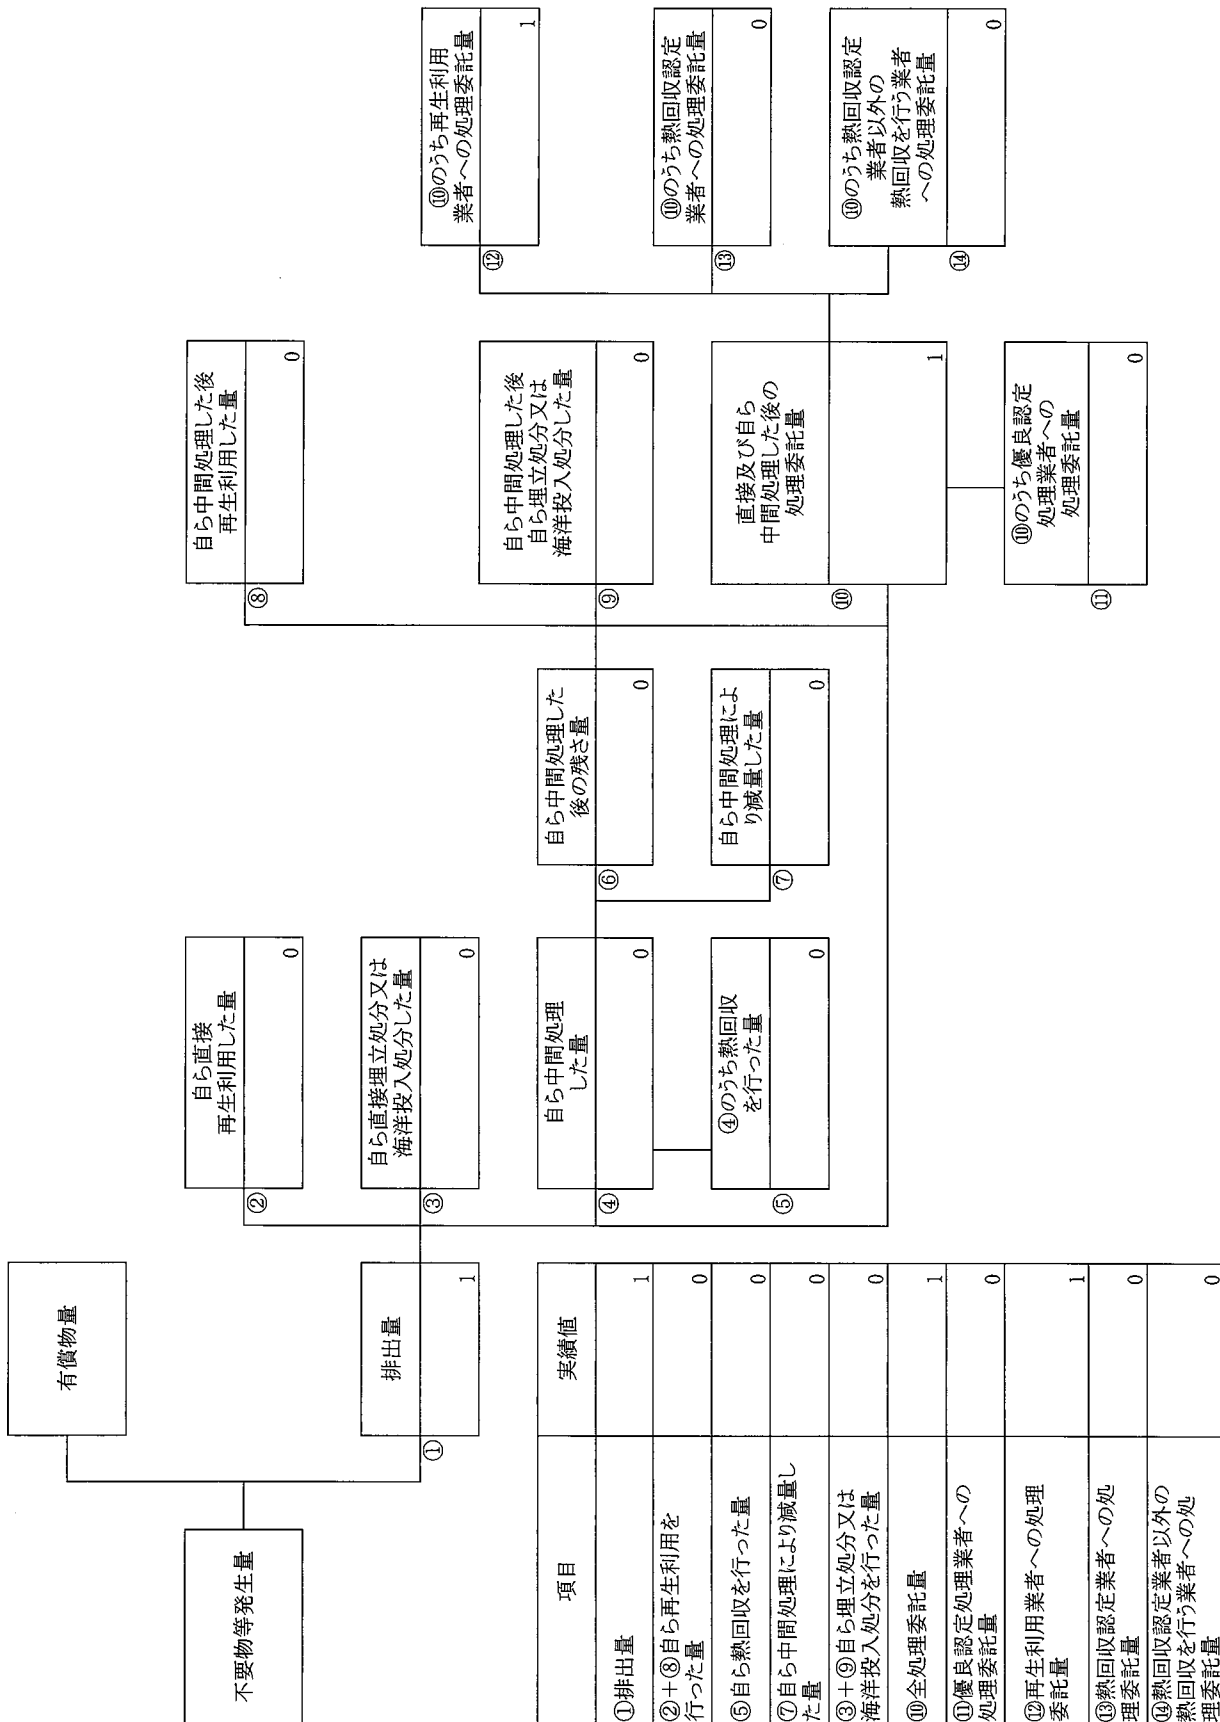 不要物等発生量
有償物量
排出量
①
1
自ら直接
再生利用した量
②
0
自ら直接埋立処分又は
海洋投入処分した量
③
0
自ら中間処理
した量
④
0
④のうち熱回収
を行った量
⑤
0
自ら中間処理した
後の残さ量
⑥
0
自ら中間処理によ
り減量した量
⑦
0
自ら中間処理した後
再生利用した量
⑧
0
自ら中間処理した後
自ら埋立処分又は
海洋投入処分した量
⑨
0
直接及び自ら
中間処理した後の
処理委託量
⑩
1
⑩のうち優良認定
処理業者への
処理委託量
⑪
0
⑩のうち再生利用
業者への処理委託量
⑫
1
⑩のうち熱回収認定
業者への処理委託量
⑬
0
⑩のうち熱回収認定
業者以外の
熱回収を行う業者
への処理委託量
⑭
0
項目 実績値
①排出量 1
②+⑧自ら再生利用を
行った量 0
⑤自ら熱回収を行った量 0
⑦自ら中間処理により減量し
た量 0
③+⑨自ら埋立処分又は
海洋投入処分を行った量 0
⑩全処理委託量 1
⑪優良認定処理業者への
処理委託量 0
⑫再生利用業者への処理
委託量 1
⑬熱回収認定業者への処
理委託量 0
⑭熱回収認定業者以外の
熱回収を行う業者への処
理委託量 0